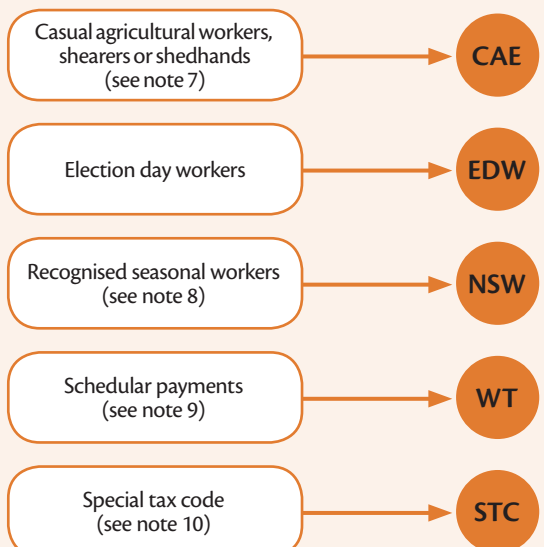 Casual agricultural workers,
shearers or shedhands
(see note 7)
CAE
Election day workers
EDW
Recognised seasonal workers
(see note 8)
NSW
Schedular payments
(see note 9)
WT
Special tax code
(see note 10)
STC